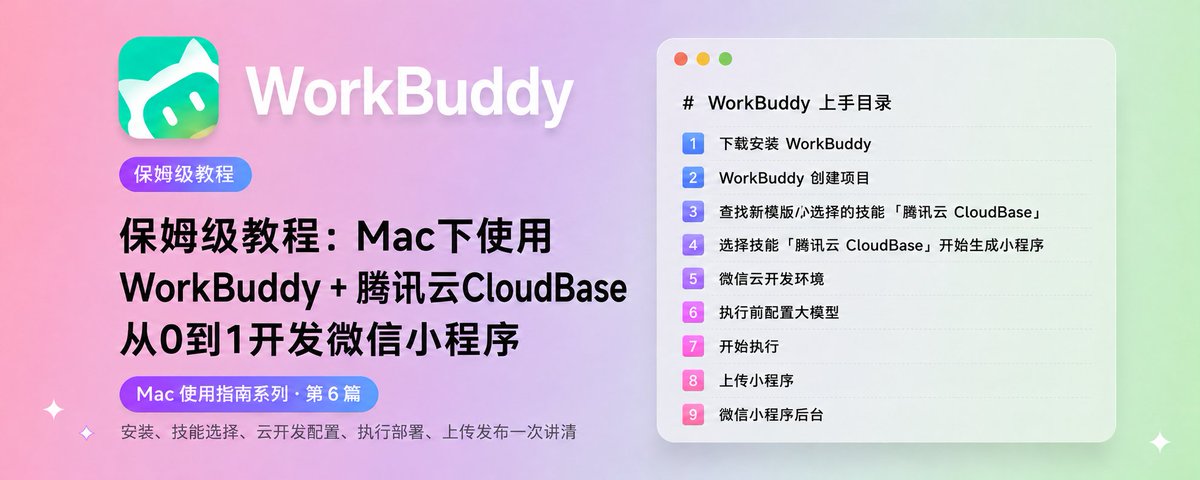 WorkBuddy
保姆级教程
保姆级教程：Mac下使用
WorkBuddy + 腾讯云CloudBase
从0到1开发微信小程序
Mac 使用指南系列 · 第 6 篇
安装、技能选择、云开发配置、执行部署、上传发布一次讲清
# WorkBuddy 上手目录
1 下载安装 WorkBuddy
2 WorkBuddy 创建项目
3 查找新模版选择的技能「腾讯云 CloudBase」
4 选择技能「腾讯云 CloudBase」开始生成小程序
5 微信云开发环境
6 执行前配置大模型
7 开始执行
8 上传小程序
9 微信小程序后台